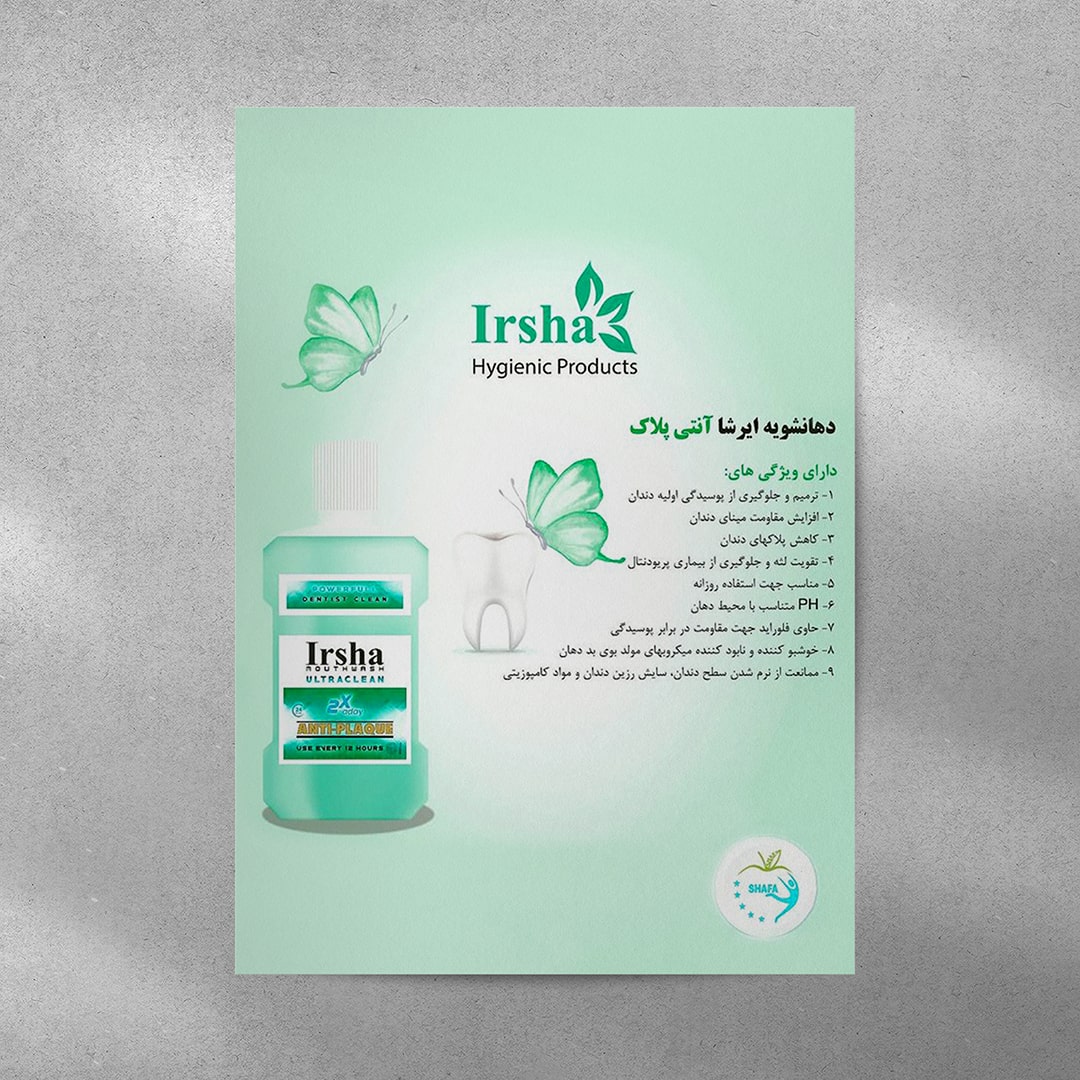 Irsha
Hygienic Products
دهانشویه ایرشا آنتی پلاک
دارای ویژگی های:
۱- ترمیم و جلوگیری از پوسیدگی اولیه دندان
۲- افزایش مقاومت مینای دندان
۳- کاهش پلاکهای دندان
۴- تقویت لثه و جلوگیری از بیماری پریودنتال
۵- مناسب جهت استفاده روزانه
۶- PH متناسب با محیط دهان
۷- حاوی فلوراید جهت مقاومت در برابر پوسیدگی
۸- خوشبو کننده و نابود کننده میکروبهای مولد بوی بد دهان
۹- ممانعت از نرم شدن سطح دندان، سایش رزین دندان و مواد کامپوزیتی
POWERFULL
DENTIST CLEAN
Irsha
MOUTHWASH
ULTRACLEAN
2X
aday
ANTI-PLAQUE
USE EVERY 12 HOURS
SHAFA